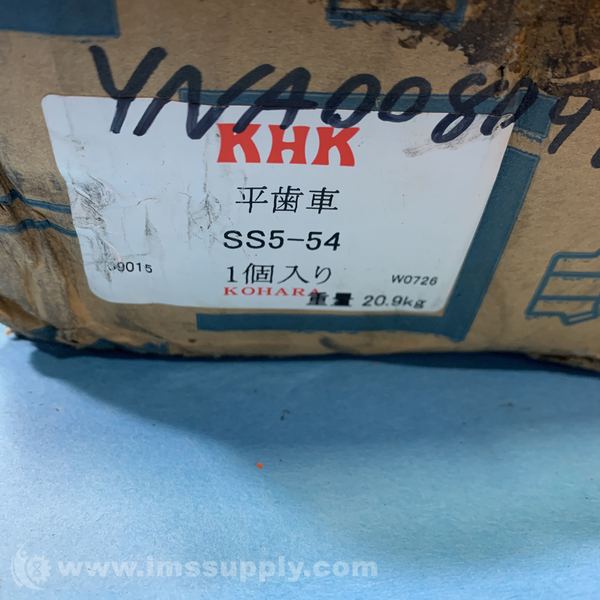 YNA0080
KHK
平歯車
SS5-54
9015
1個入り
W0726
KOHARA
重量 20.9kg
www.imssupply.com